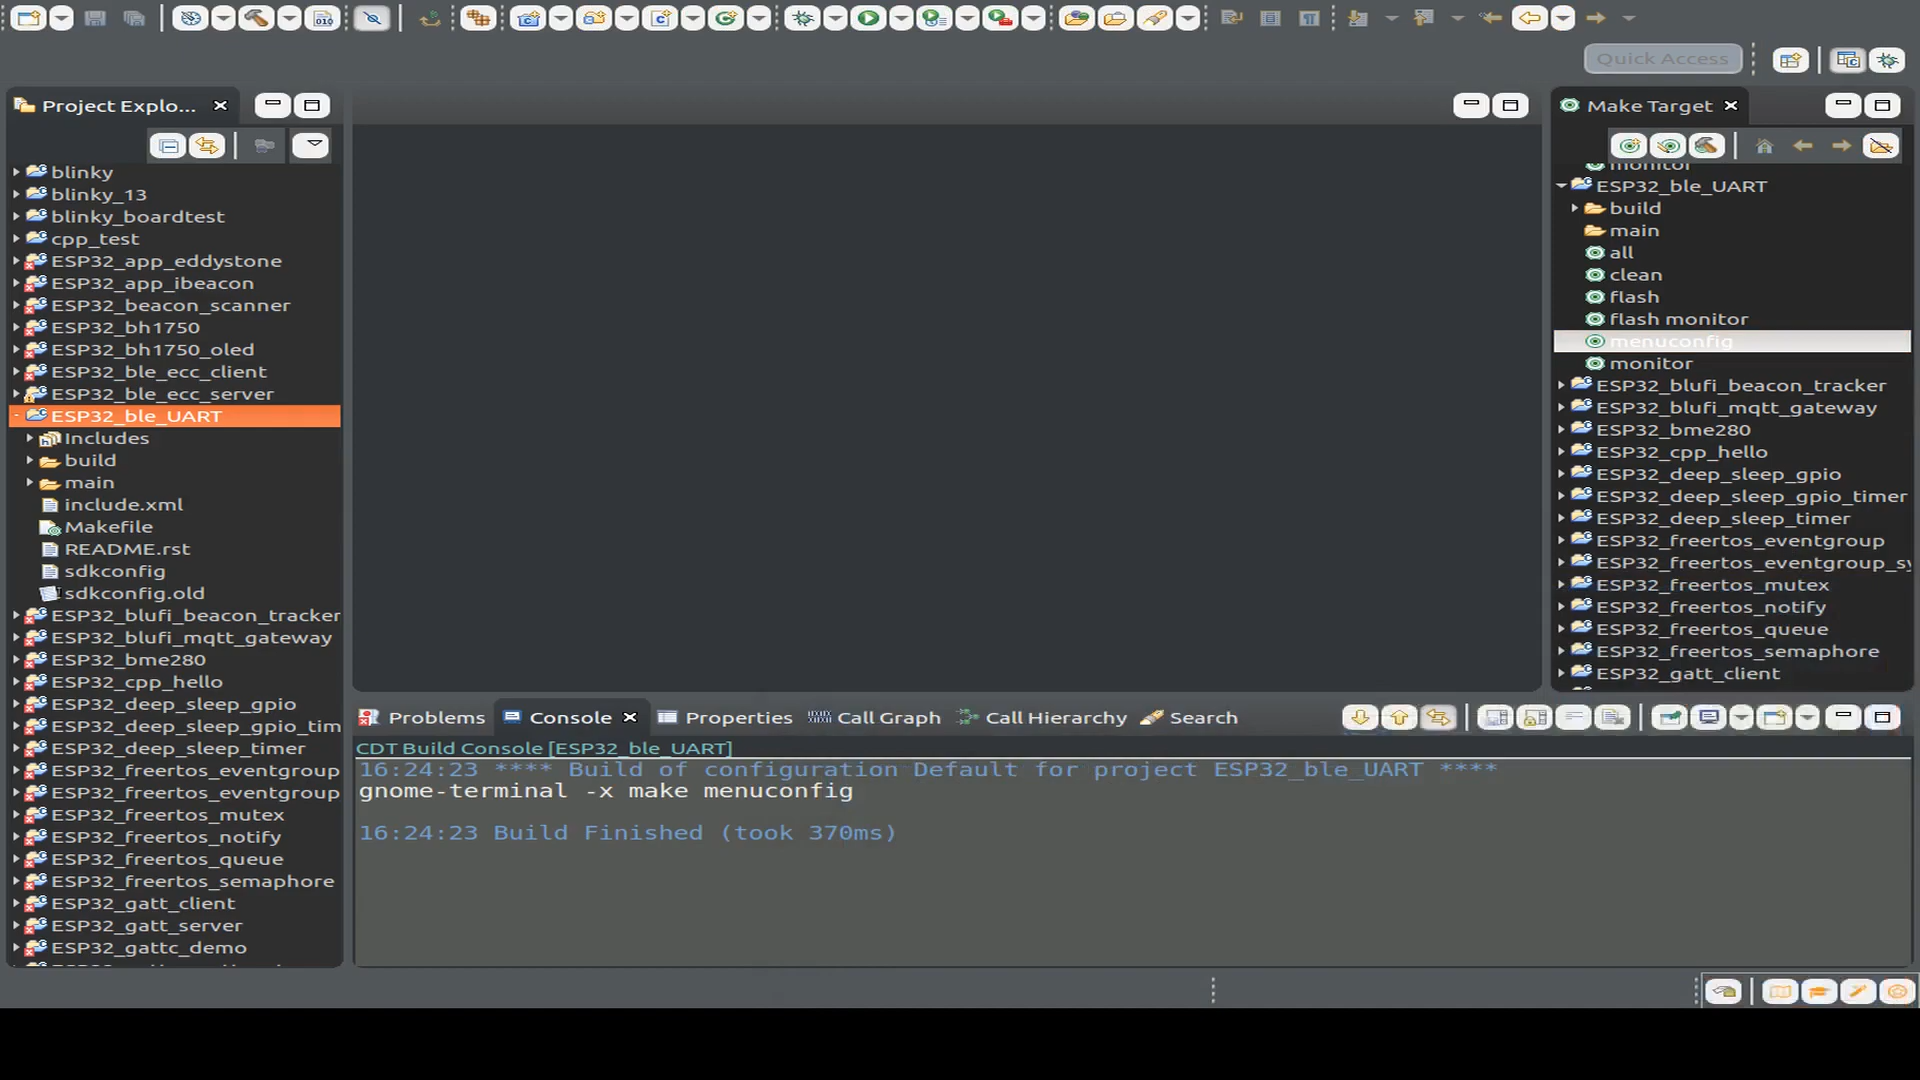 Quick Access
Project Explo...
blinky
blinky_13
blinky_boardtest
cpp_test
ESP32_app_eddystone
ESP32_app_ibeacon
ESP32_beacon_scanner
ESP32_bh1750
ESP32_bh1750_oled
ESP32_ble_ecc_client
ESP32_ble_ecc_server
ESP32_ble_UART
Includes
build
main
include.xml
Makefile
README.rst
sdkconfig
sdkconfig.old
ESP32_blufi_beacon_tracker
ESP32_blufi_mqtt_gateway
ESP32_bme280
ESP32_cpp_hello
ESP32_deep_sleep_gpio
ESP32_deep_sleep_gpio_tim
ESP32_deep_sleep_timer
ESP32_freertos_eventgroup
ESP32_freertos_eventgroup
ESP32_freertos_mutex
ESP32_freertos_notify
ESP32_freertos_queue
ESP32_freertos_semaphore
ESP32_gatt_client
ESP32_gatt_server
ESP32_gattc_demo
Problems Console Properties Call Graph Call Hierarchy Search
CDT Build Console [ESP32_ble_UART]
16:24:23 **** Build of configuration Default for project ESP32_ble_UART ****
gnome-terminal -x make menuconfig
16:24:23 Build Finished (took 370ms)
Make Target
monitor
ESP32_ble_UART
build
main
all
clean
flash
flash monitor
menuconfig
monitor
ESP32_blufi_beacon_tracker
ESP32_blufi_mqtt_gateway
ESP32_bme280
ESP32_cpp_hello
ESP32_deep_sleep_gpio
ESP32_deep_sleep_gpio_timer
ESP32_deep_sleep_timer
ESP32_freertos_eventgroup
ESP32_freertos_eventgroup_sy
ESP32_freertos_mutex
ESP32_freertos_notify
ESP32_freertos_queue
ESP32_freertos_semaphore
ESP32_gatt_client